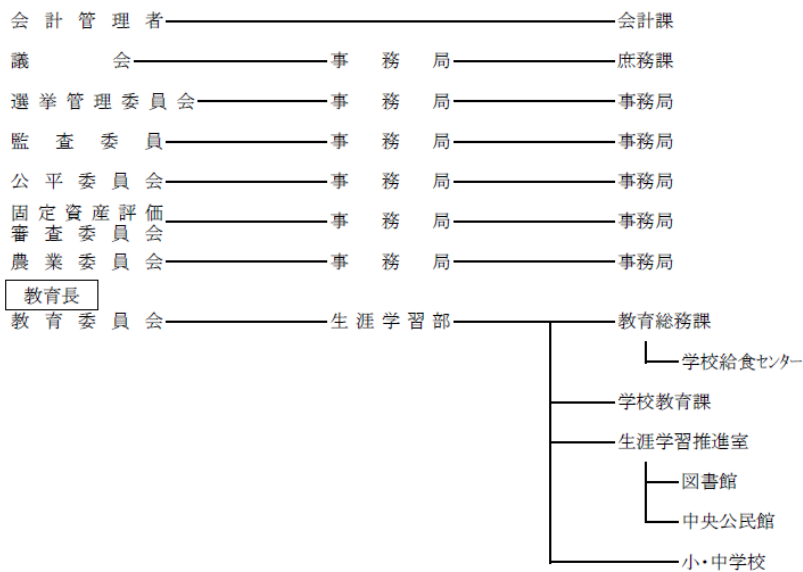 会計管理者 会計課
議会 事務局 庶務課
選挙管理委員会 事務局 事務局
監査委員 事務局 事務局
公平委員会 事務局 事務局
固定資産評価
審査委員会 事務局 事務局
農業委員会 事務局 事務局
教育長
教育委員会 生涯学習部 教育総務課
学校給食センター
学校教育課
生涯学習推進室
図書館
中央公民館
小・中学校